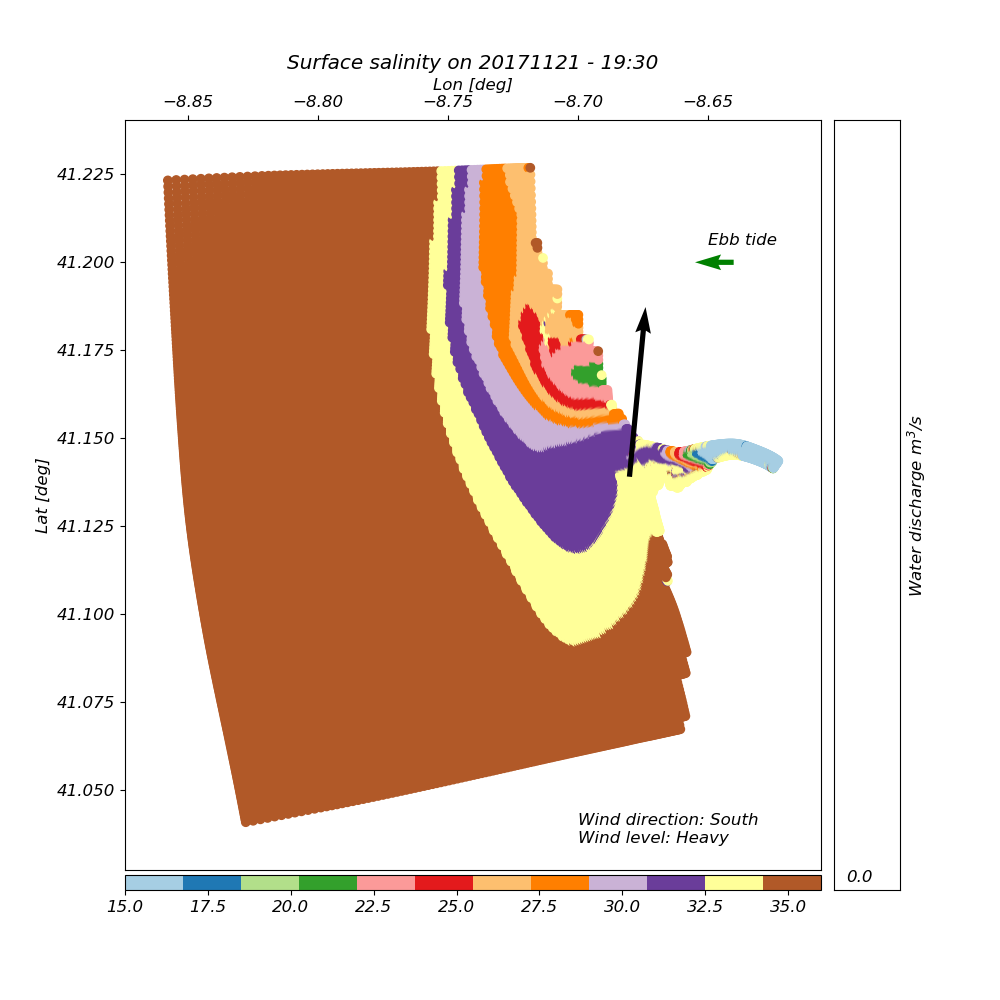 Surface salinity on 20171121 - 19:30
Lon [deg]
−8.85 −8.80 −8.75 −8.70 −8.65
41.225
41.200
41.175
41.150
41.125
41.100
41.075
41.050
Lat [deg]
Ebb tide
Wind direction: South
Wind level: Heavy
Water discharge m³/s
0.0
15.0 17.5 20.0 22.5 25.0 27.5 30.0 32.5 35.0